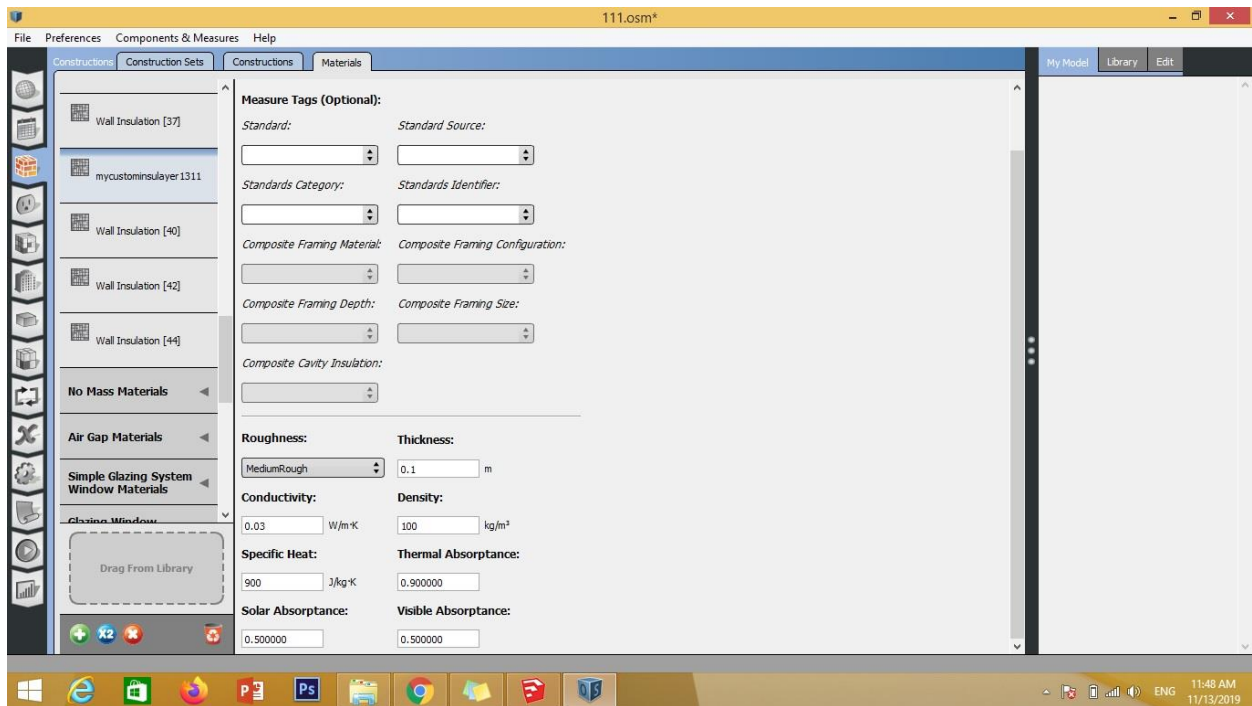 111.osm*
File Preferences Components & Measures Help
Constructions Construction Sets Constructions Materials
My Model Library Edit
Wall Insulation [37]
mycustominsulayer1311
Wall Insulation [40]
Wall Insulation [42]
Wall Insulation [44]
No Mass Materials
Air Gap Materials
Simple Glazing System
Window Materials
Glazing Window
Drag From Library
X2
Measure Tags (Optional):
Standard: Standard Source:
Standards Category: Standards Identifier:
Composite Framing Material: Composite Framing Configuration:
Composite Framing Depth: Composite Framing Size:
Composite Cavity Insulation:
Roughness: Thickness:
MediumRough 0.1 m
Conductivity: Density:
0.03 W/m·K 100 kg/m³
Specific Heat: Thermal Absorptance:
900 J/kg·K 0.900000
Solar Absorptance: Visible Absorptance:
0.500000 0.500000
Ps
ENG
11:48 AM
11/13/2019